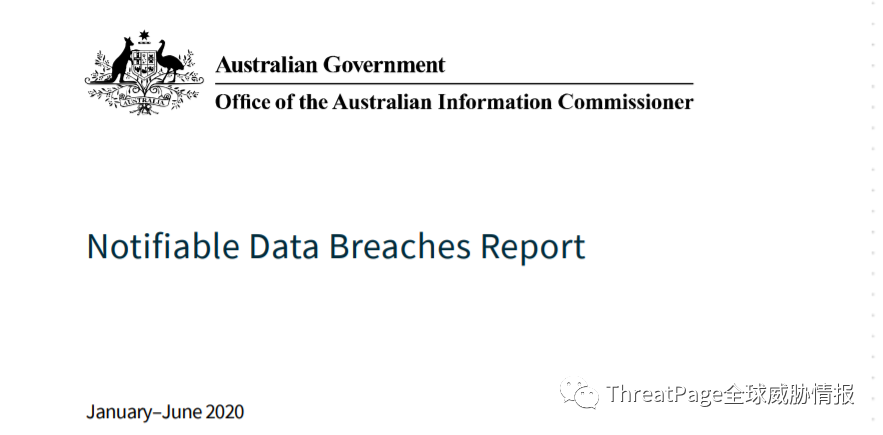 Australian Government
Office of the Australian Information Commissioner
AUSTRALIA
Notifiable Data Breaches Report
January–June 2020
ThreatPage全球威胁情报